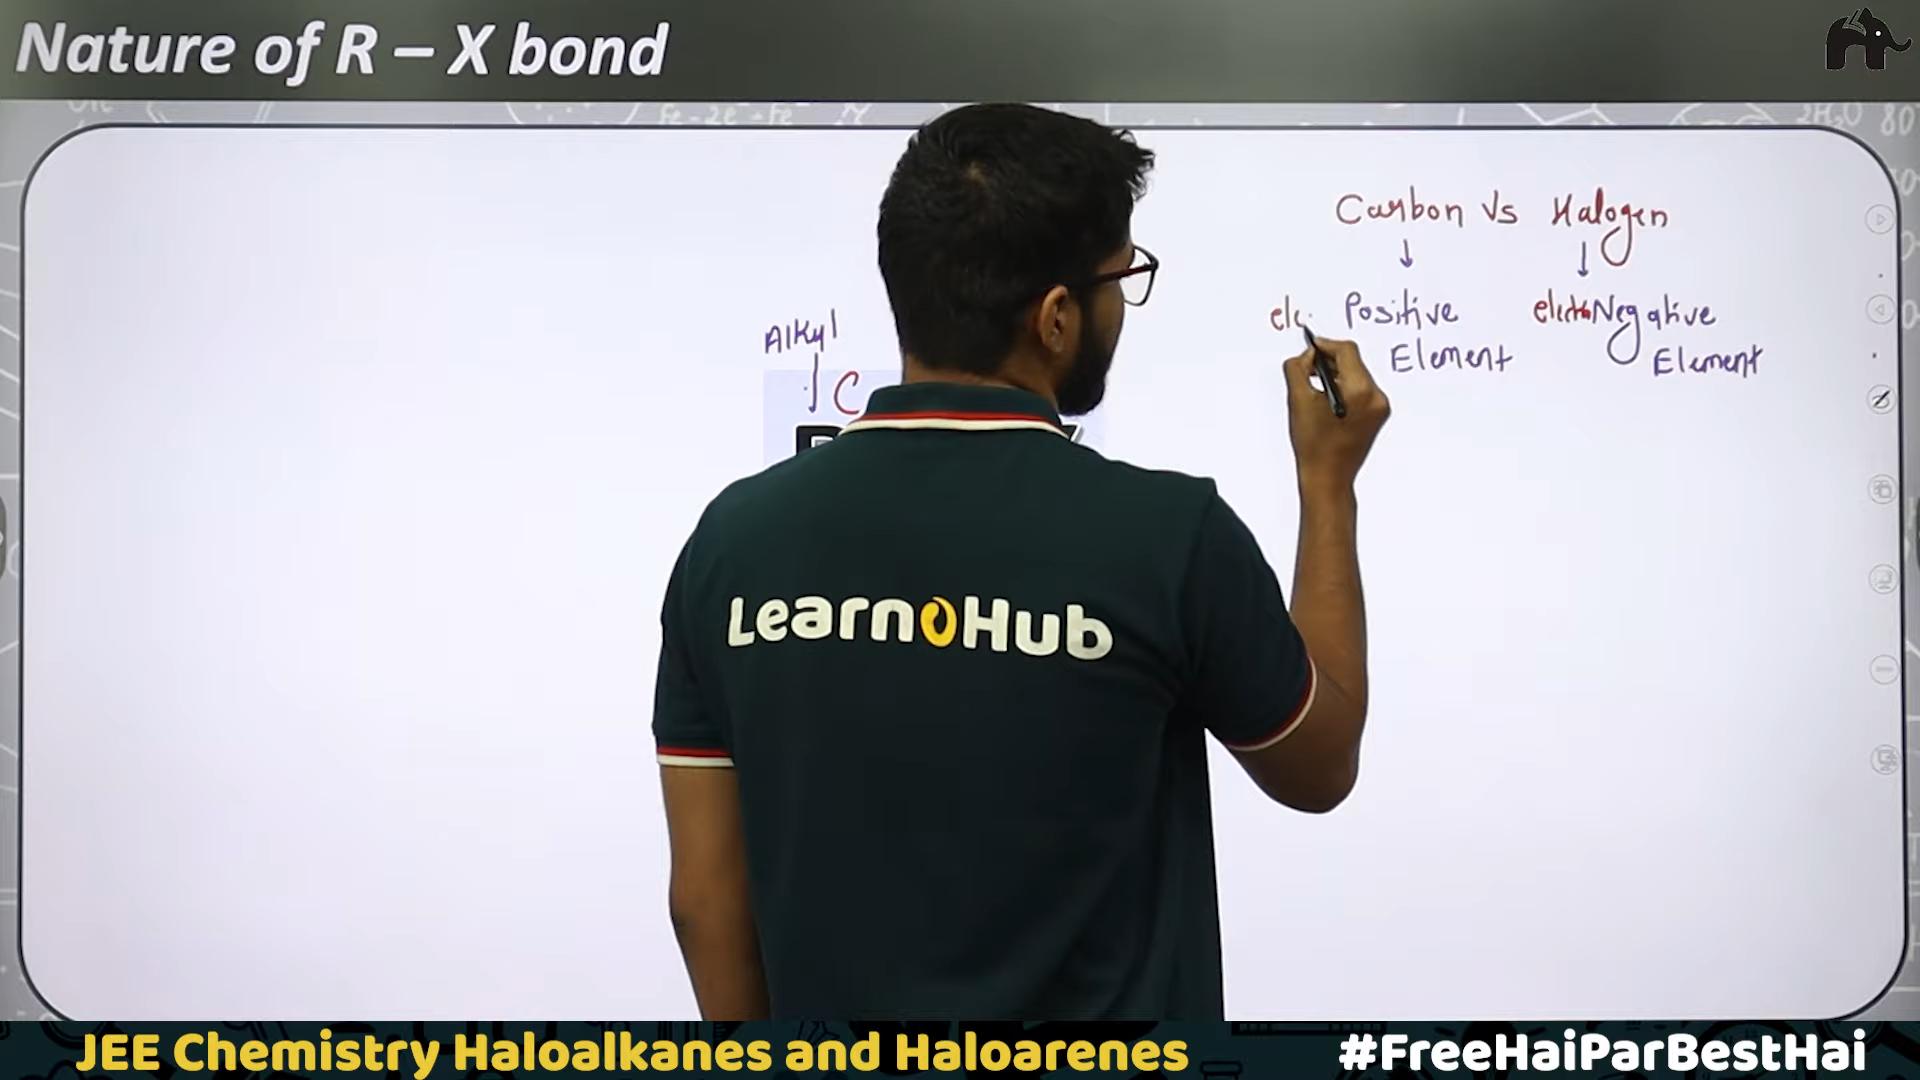 Nature of R – X bond
Carbon Vs Halogen
Positive
Element
electroNegative
Element
Alkyl
C
LearnoHub
JEE Chemistry Haloalkanes and Haloarenes
#FreeHaiParBestHai